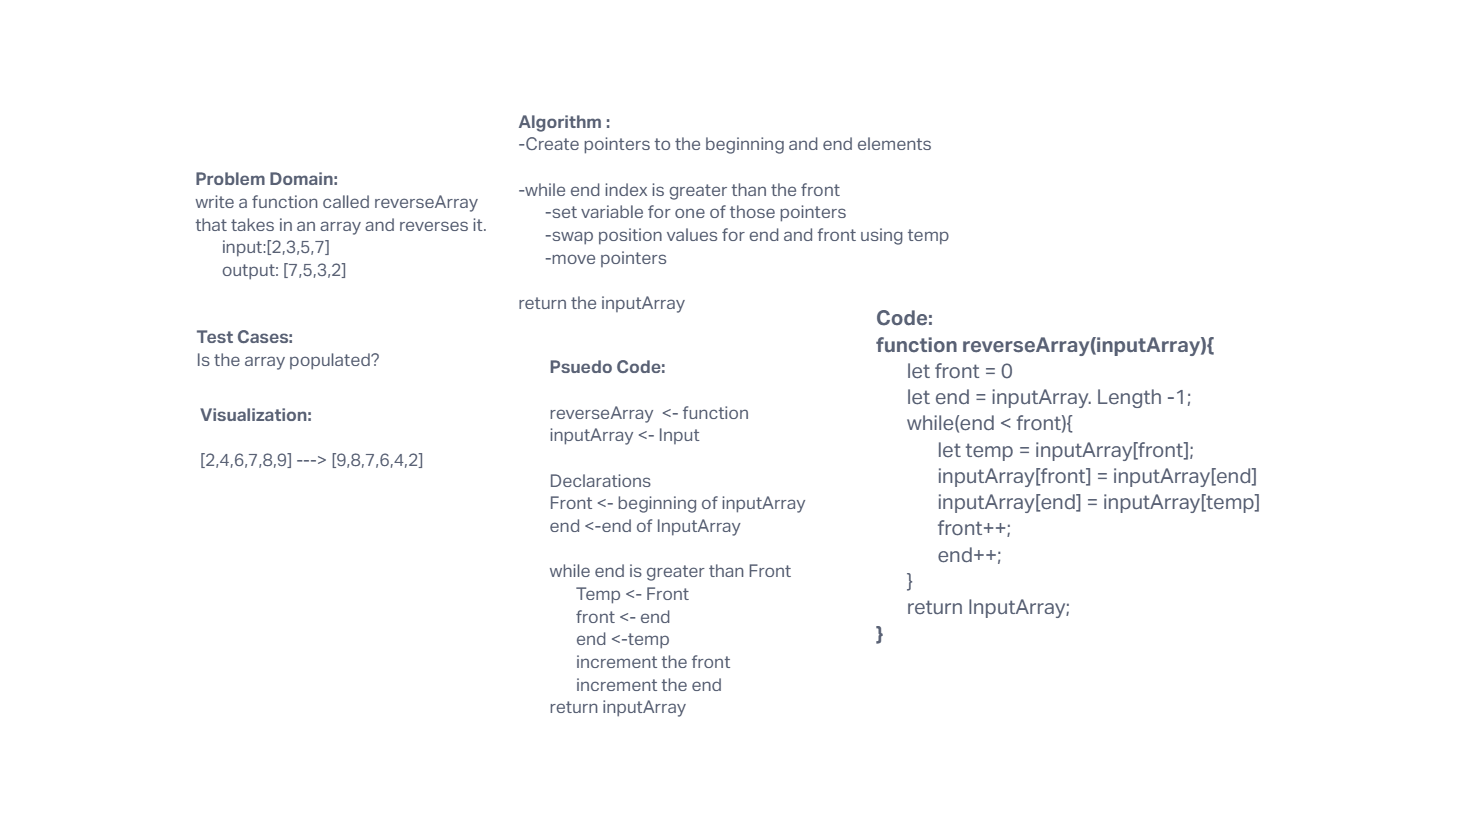 Problem Domain:
write a function called reverseArray
that takes in an array and reverses it.
input:[2,3,5,7]
output: [7,5,3,2]
Test Cases:
Is the array populated?
Visualization:
[2,4,6,7,8,9] ---> [9,8,7,6,4,2]
Algorithm :
-Create pointers to the beginning and end elements
-while end index is greater than the front
-set variable for one of those pointers
-swap position values for end and front using temp
-move pointers
return the inputArray
Psuedo Code:
reverseArray  <- function
inputArray <- Input
Declarations
Front <- beginning of inputArray
end <-end of InputArray
while end is greater than Front
Temp <- Front
front <- end
end <-temp
increment the front
increment the end
return inputArray
Code:
function reverseArray(inputArray){
let front = 0
let end = inputArray. Length -1;
while(end < front){
let temp = inputArray[front];
inputArray[front] = inputArray[end]
inputArray[end] = inputArray[temp]
front++;
end++;
}
return InputArray;
}